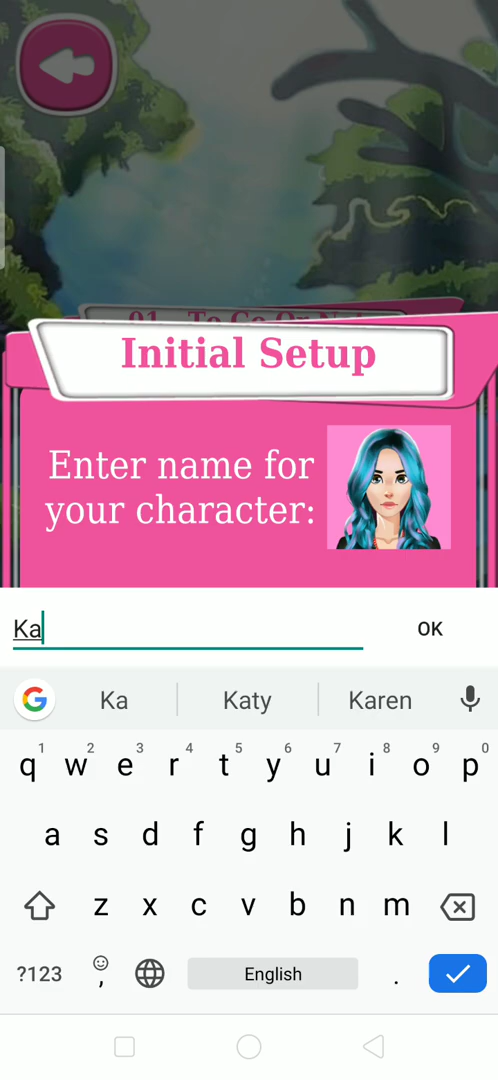 Initial Setup
Enter name for
your character:
Ka
OK
Ka Katy Karen
1 2 3 4 5 6 7 8 9 0
q w e r t y u i o p
a s d f g h j k l
z x c v b n m
?123 , English .